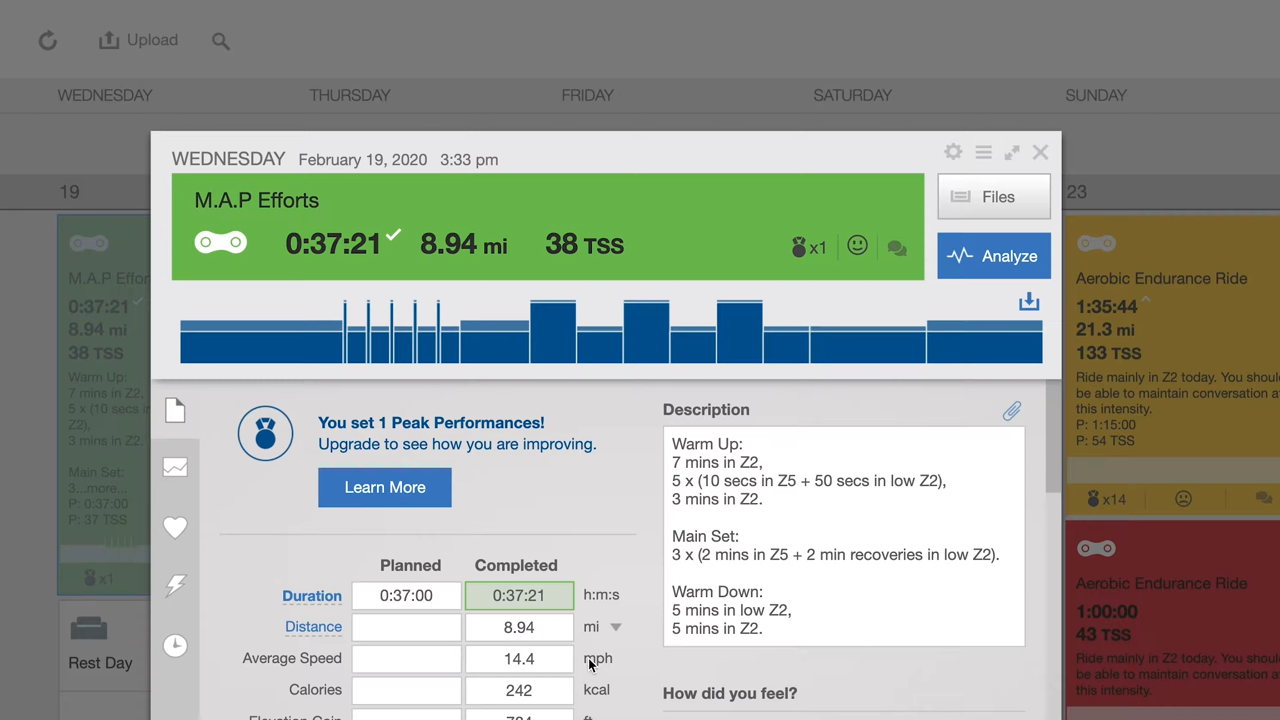 Upload
WEDNESDAY THURSDAY FRIDAY SATURDAY SUNDAY
19
23
WEDNESDAY February 19, 2020 3:33 pm
M.A.P Efforts
0:37:21 8.94 mi 38 TSS
x1
Files
Analyze
M.A.P Effor
0:37:21
8.94 mi
38 TSS
Warm Up:
7 mins in Z2,
5 x (10 secs in
Z2),
3 mins in Z2.
Main Set:
3...more...
P: 0:37:00
P: 37 TSS
x1
Rest Day
You set 1 Peak Performances!
Upgrade to see how you are improving.
Learn More
Planned Completed
Duration 0:37:00 0:37:21 h:m:s
Distance 8.94 mi
Average Speed 14.4 mph
Calories 242 kcal
Description
Warm Up:
7 mins in Z2,
5 x (10 secs in Z5 + 50 secs in low Z2),
3 mins in Z2.
Main Set:
3 x (2 mins in Z5 + 2 min recoveries in low Z2).
Warm Down:
5 mins in low Z2,
5 mins in Z2.
How did you feel?
Aerobic Endurance Ride
1:35:44
21.3 mi
133 TSS
Ride mainly in Z2 today. You shoul
be able to maintain conversation a
this intensity.
P: 1:15:00
P: 54 TSS
x14
Aerobic Endurance Ride
1:00:00
43 TSS
Ride mainly in Z2 today. You shou
be able to maintain conversation a
this intensity.